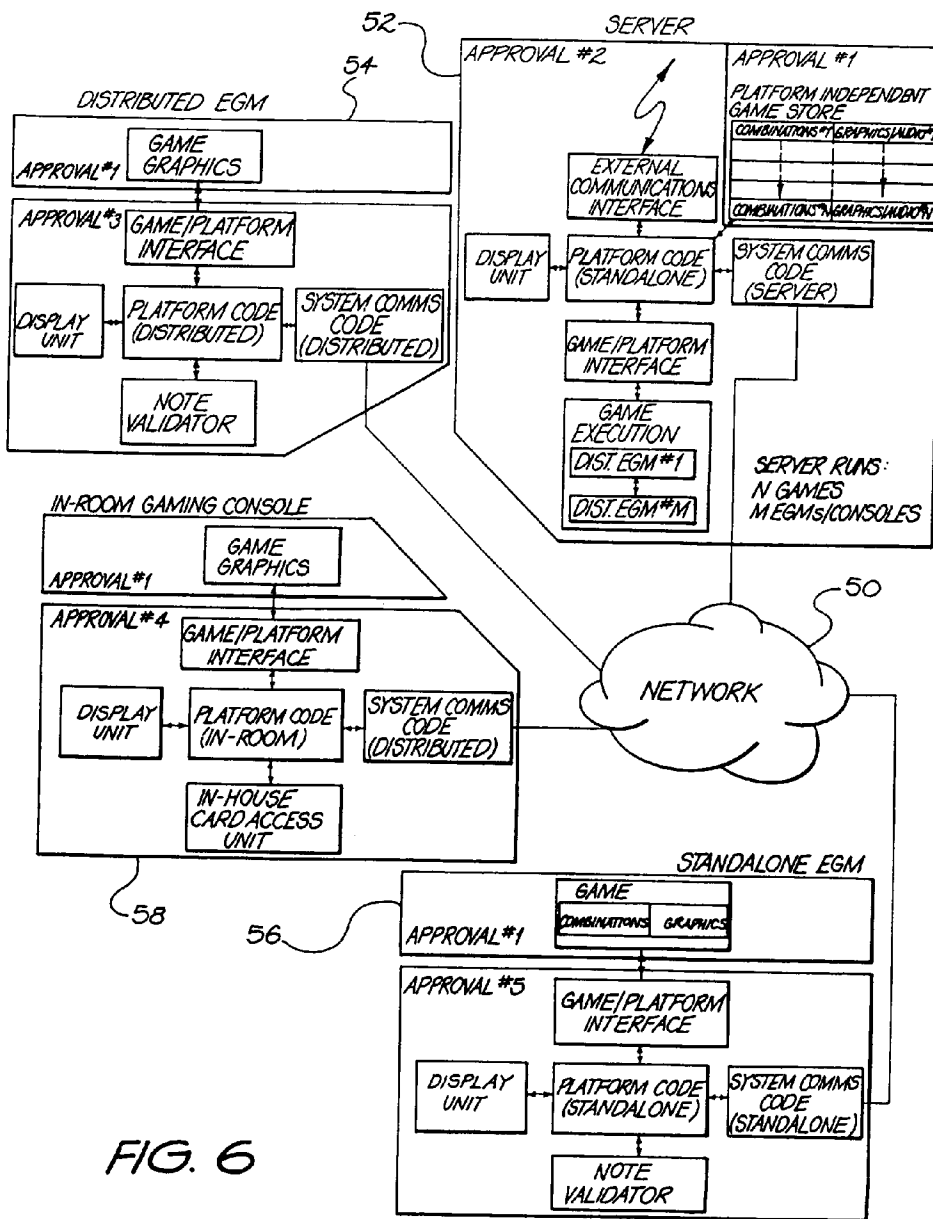 SERVER
52
APPROVAL #2
APPROVAL #1
PLATFORM INDEPENDENT
GAME STORE
COMBINATIONS#1
GRAPHICS/AUDIO#1
COMBINATIONS#N
GRAPHICS/AUDIO#N
EXTERNAL
COMMUNICATIONS
INTERFACE
DISPLAY
UNIT
PLATFORM CODE
(STANDALONE)
SYSTEM COMMS
CODE
(SERVER)
GAME/PLATFORM
INTERFACE
GAME
EXECUTION
DIST. EGM #1
DIST. EGM #M
SERVER RUNS:
N GAMES
M EGMs/CONSOLES
54
DISTRIBUTED EGM
GAME
GRAPHICS
APPROVAL #1
APPROVAL #3
GAME/PLATFORM
INTERFACE
DISPLAY
UNIT
PLATFORM CODE
(DISTRIBUTED)
SYSTEM COMMS
CODE
(DISTRIBUTED)
NOTE
VALIDATOR
IN-ROOM GAMING CONSOLE
GAME
GRAPHICS
APPROVAL #1
APPROVAL #4
GAME/PLATFORM
INTERFACE
DISPLAY
UNIT
PLATFORM CODE
(IN-ROOM)
SYSTEM COMMS
CODE
(DISTRIBUTED)
IN-HOUSE
CARD ACCESS
UNIT
58
50
NETWORK
STANDALONE EGM
56
GAME
COMBINATIONS
GRAPHICS
APPROVAL #1
APPROVAL #5
GAME/PLATFORM
INTERFACE
DISPLAY
UNIT
PLATFORM CODE
(STANDALONE)
SYSTEM COMMS
CODE
(STANDALONE)
NOTE
VALIDATOR
FIG. 6